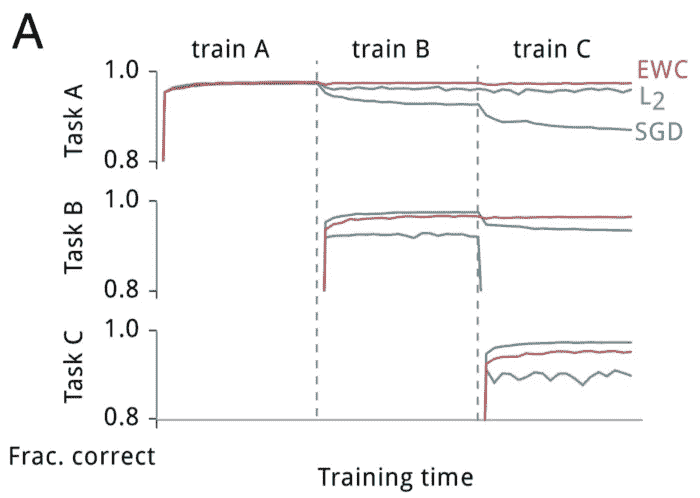 A
train A train B train C
EWC
L2
SGD
Task A
1.0
0.8
Task B
1.0
0.8
Task C
1.0
0.8
Frac. correct
Training time